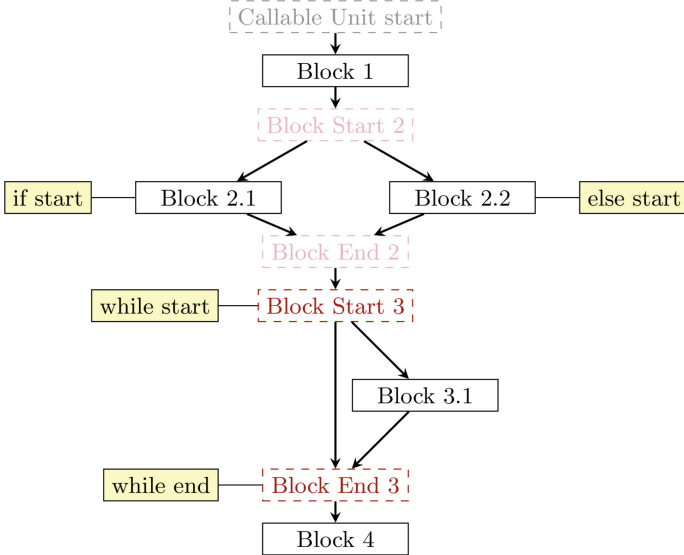 Callable Unit start
Block 1
Block Start 2
if start
Block 2.1
Block 2.2
else start
Block End 2
while start
Block Start 3
Block 3.1
while end
Block End 3
Block 4